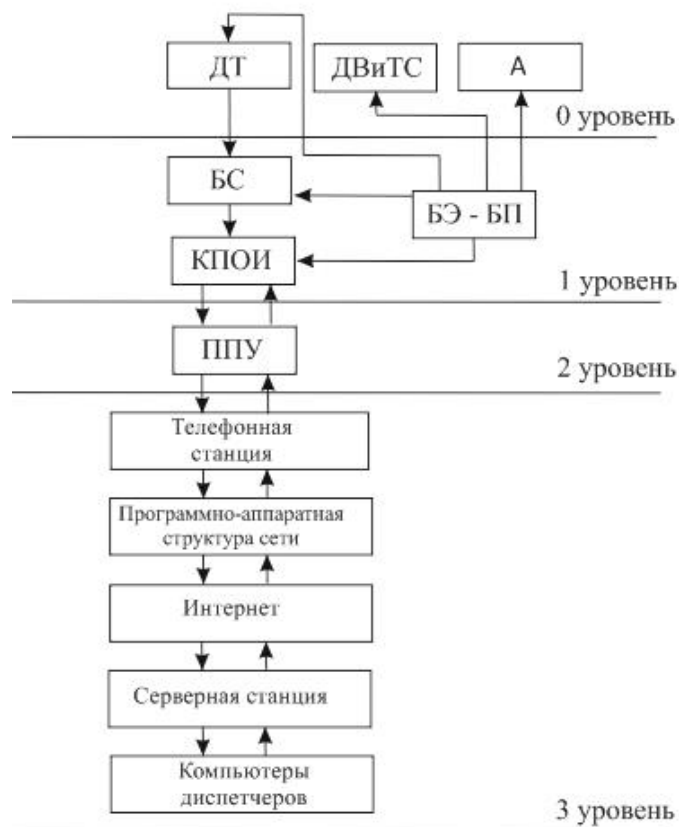 ДТ
ДВиТС
А
0 уровень
БС
БЭ - БП
КПОИ
1 уровень
ППУ
2 уровень
Телефонная
станция
Программно-аппаратная
структура сети
Интернет
Серверная станция
Компьютеры
диспетчеров
3 уровень